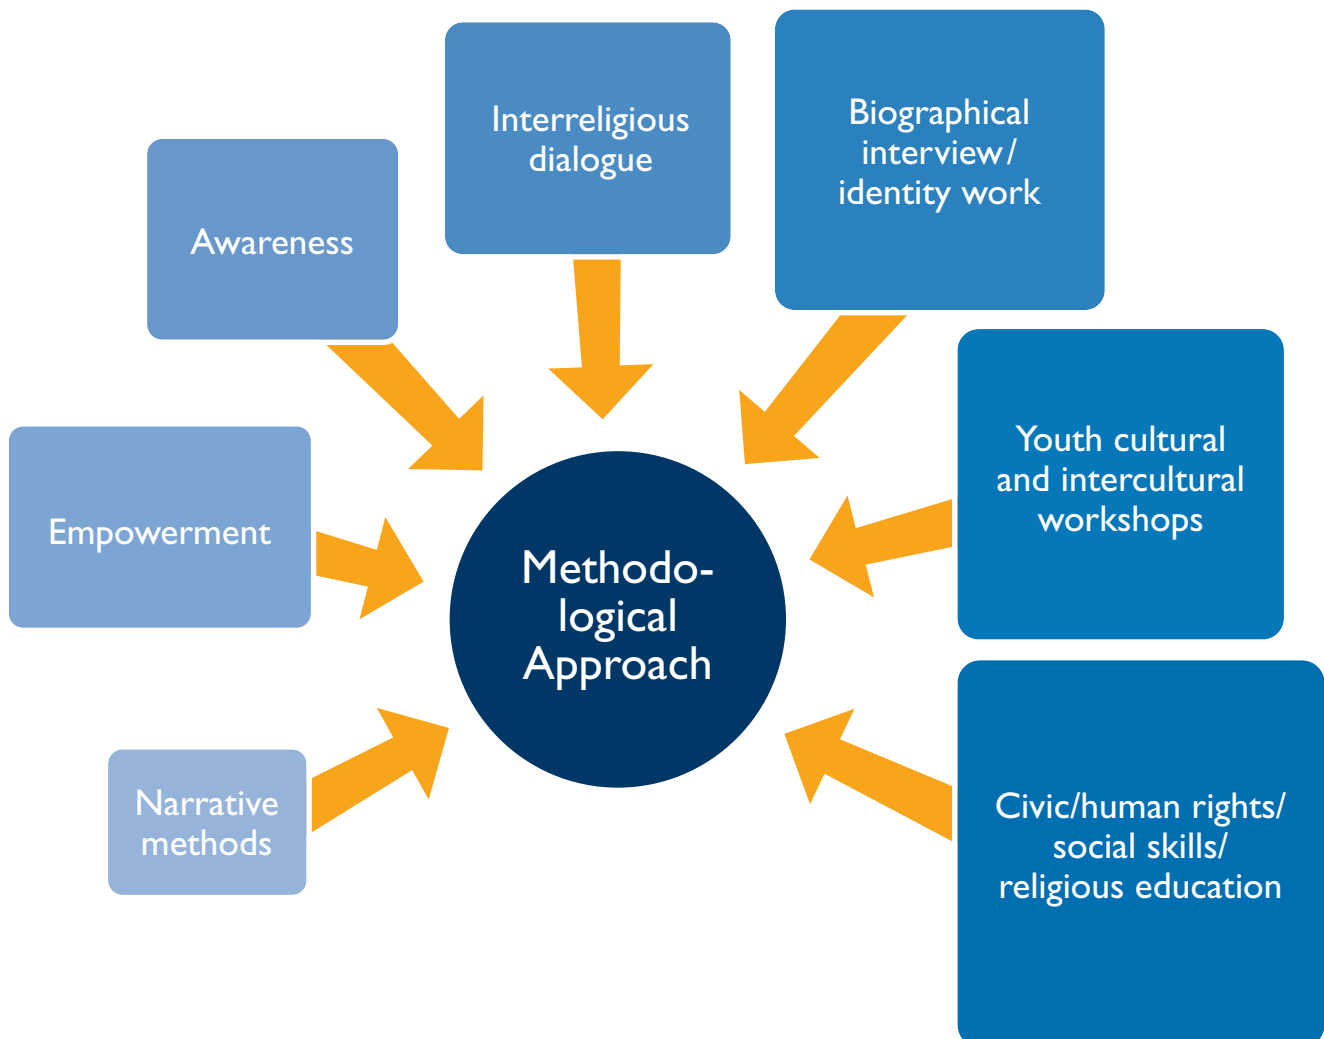 Interreligious
dialogue
Biographical
interview/
identity work
Awareness
Youth cultural
and intercultural
workshops
Empowerment
Methodo-
logical
Approach
Narrative
methods
Civic/human rights/
social skills/
religious education